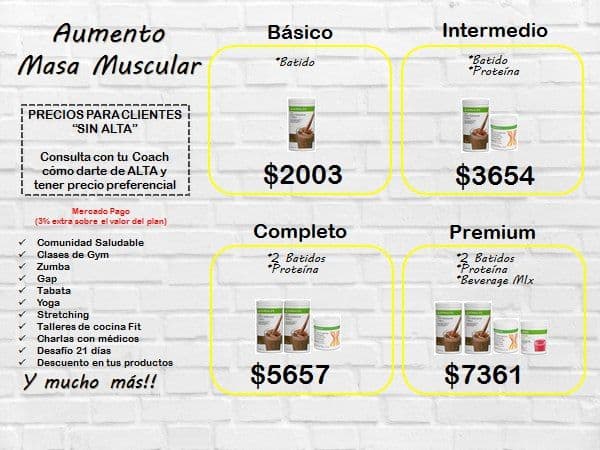 Aumento
Masa Muscular
PRECIOS PARA CLIENTES
"SIN ALTA"
Consulta con tu Coach
cómo darte de ALTA y
tener precio preferencial
Mercado Pago
(3% extra sobre el valor del plan)
✓ Comunidad Saludable
✓ Clases de Gym
✓ Zumba
✓ Gap
✓ Tabata
✓ Yoga
✓ Stretching
✓ Talleres de cocina Fit
✓ Charlas con médicos
✓ Desafío 21 días
✓ Descuento en tus productos
Y mucho más!!
Básico
*Batido
$2003
Intermedio
*Batido
*Proteína
$3654
Completo
*2 Batidos
*Proteína
$5657
Premium
*2 Batidos
*Proteína
*Beverage MIx
$7361